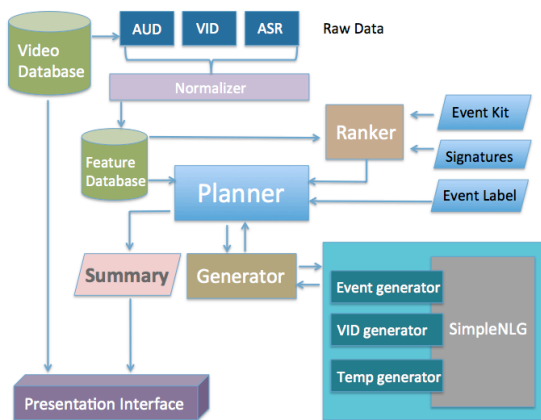 Video
Database
AUD
VID
ASR
Raw Data
Normalizer
Feature
Database
Ranker
Event Kit
Signatures
Event Label
Planner
Summary
Generator
Event generator
VID generator
Temp generator
SimpleNLG
Presentation Interface